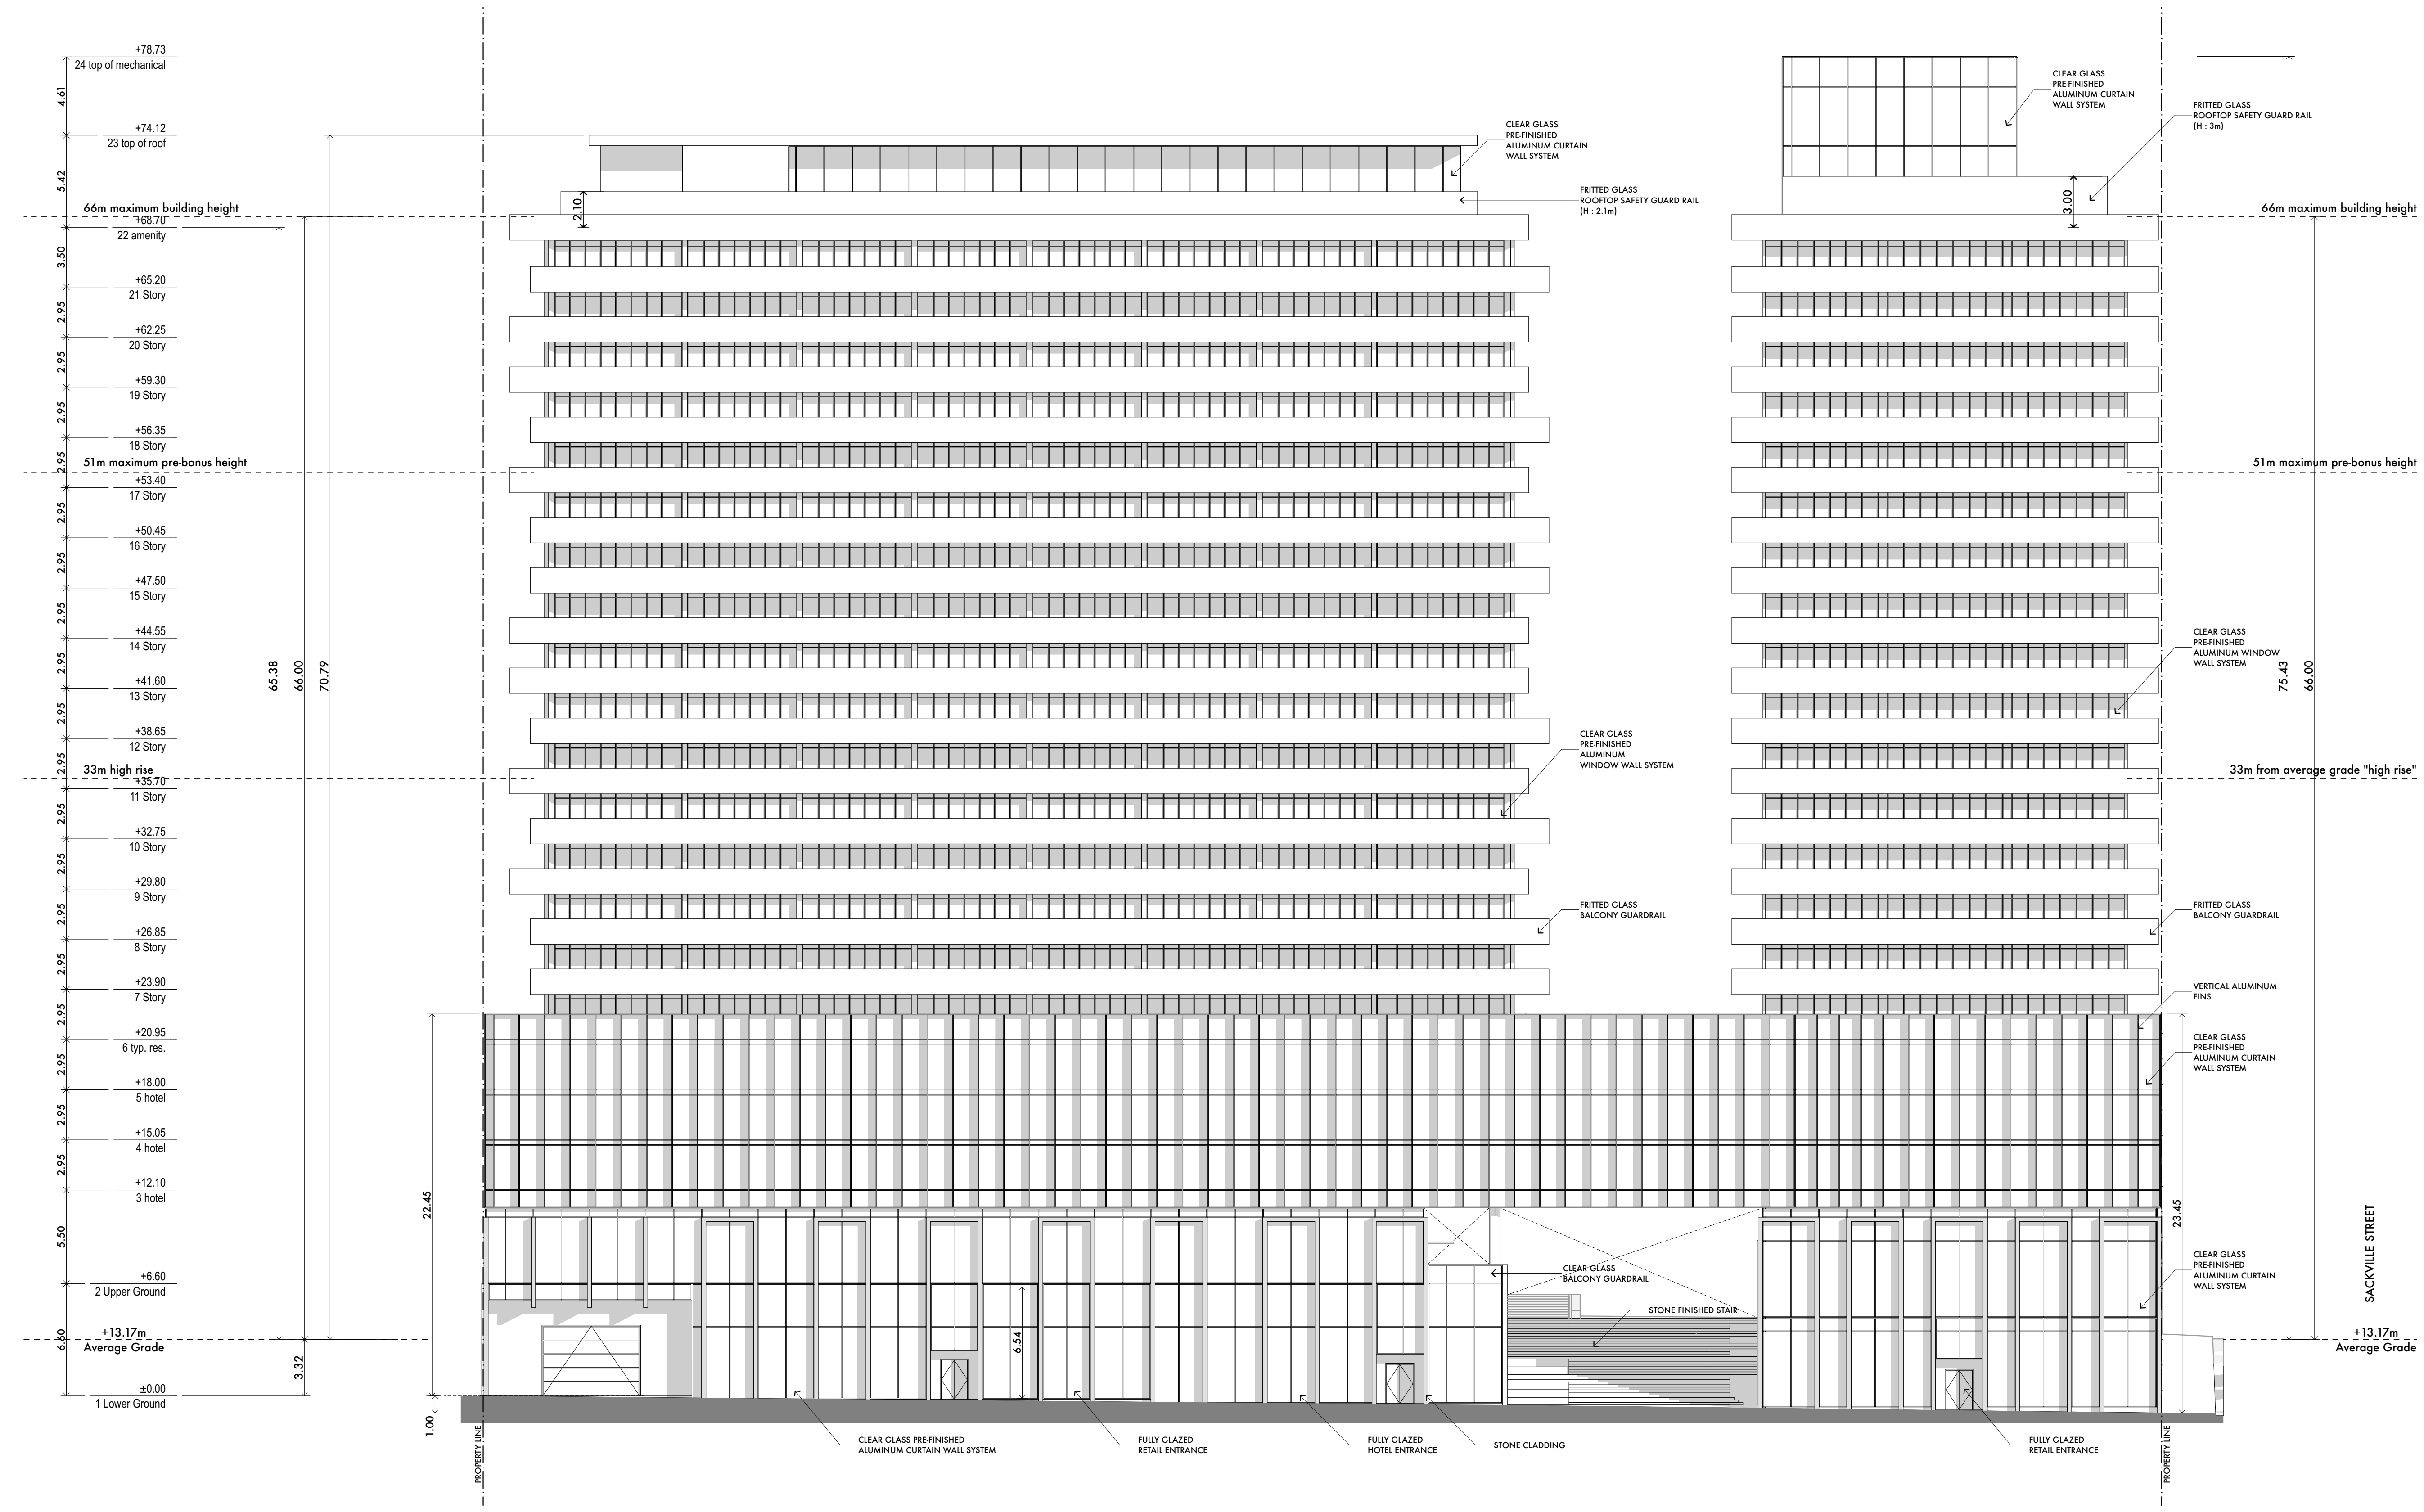 +78.73
24 top of mechanical
4.61
+74.12
23 top of roof
5.42
66m maximum building height
+68.70
22 amenity
3.50
+65.20
21 Story
2.95
+62.25
20 Story
2.95
+59.30
19 Story
2.95
+56.35
18 Story
2.95
51m maximum pre-bonus height
+53.40
17 Story
2.95
+50.45
16 Story
2.95
+47.50
15 Story
2.95
+44.55
14 Story
2.95
+41.60
13 Story
2.95
+38.65
12 Story
2.95
33m high rise
+35.70
11 Story
2.95
+32.75
10 Story
2.95
+29.80
9 Story
2.95
+26.85
8 Story
2.95
+23.90
7 Story
2.95
+20.95
6 typ. res.
2.95
+18.00
5 hotel
2.95
+15.05
4 hotel
2.95
+12.10
3 hotel
5.50
+6.60
2 Upper Ground
6.60
+13.17m
Average Grade
±0.00
1 Lower Ground
65.38
66.00
70.79
3.32
22.45
1.00
PROPERTY LINE
2.10
CLEAR GLASS
PRE-FINISHED
ALUMINUM CURTAIN
WALL SYSTEM
FRITTED GLASS
ROOFTOP SAFETY GUARD RAIL
(H : 2.1m)
CLEAR GLASS
PRE-FINISHED
ALUMINUM
WINDOW WALL SYSTEM
FRITTED GLASS
BALCONY GUARDRAIL
CLEAR GLASS
BALCONY GUARDRAIL
STONE FINISHED STAIR
6.54
CLEAR GLASS PRE-FINISHED
ALUMINUM CURTAIN WALL SYSTEM
FULLY GLAZED
RETAIL ENTRANCE
FULLY GLAZED
HOTEL ENTRANCE
STONE CLADDING
FULLY GLAZED
RETAIL ENTRANCE
PROPERTY LINE
CLEAR GLASS
PRE-FINISHED
ALUMINUM CURTAIN
WALL SYSTEM
FRITTED GLASS
ROOFTOP SAFETY GUARD RAIL
(H : 3m)
3.00
66m maximum building height
51m maximum pre-bonus height
CLEAR GLASS
PRE-FINISHED
ALUMINUM WINDOW
WALL SYSTEM
75.43
66.00
33m from average grade "high rise"
FRITTED GLASS
BALCONY GUARDRAIL
VERTICAL ALUMINUM
FINS
CLEAR GLASS
PRE-FINISHED
ALUMINUM CURTAIN
WALL SYSTEM
23.45
CLEAR GLASS
PRE-FINISHED
ALUMINUM CURTAIN
WALL SYSTEM
SACKVILLE STREET
+13.17m
Average Grade